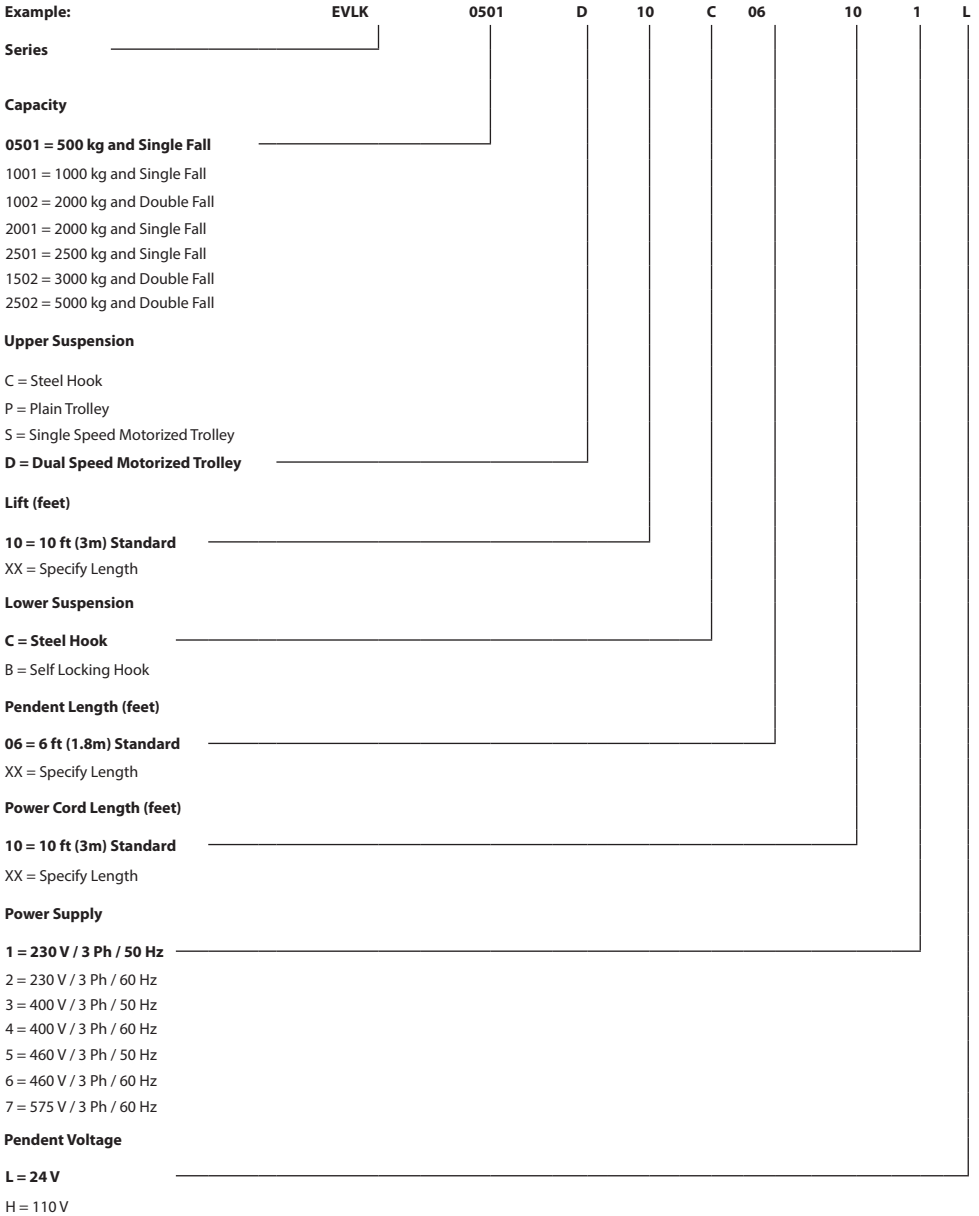 Example: EVLK 0501 D 10 C 06 10 1 L
Series
Capacity
0501 = 500 kg and Single Fall
1001 = 1000 kg and Single Fall
1002 = 2000 kg and Double Fall
2001 = 2000 kg and Single Fall
2501 = 2500 kg and Single Fall
1502 = 3000 kg and Double Fall
2502 = 5000 kg and Double Fall
Upper Suspension
C = Steel Hook
P = Plain Trolley
S = Single Speed Motorized Trolley
D = Dual Speed Motorized Trolley
Lift (feet)
10 = 10 ft (3m) Standard
XX = Specify Length
Lower Suspension
C = Steel Hook
B = Self Locking Hook
Pendent Length (feet)
06 = 6 ft (1.8m) Standard
XX = Specify Length
Power Cord Length (feet)
10 = 10 ft (3m) Standard
XX = Specify Length
Power Supply
1 = 230 V / 3 Ph / 50 Hz
2 = 230 V / 3 Ph / 60 Hz
3 = 400 V / 3 Ph / 50 Hz
4 = 400 V / 3 Ph / 60 Hz
5 = 460 V / 3 Ph / 50 Hz
6 = 460 V / 3 Ph / 60 Hz
7 = 575 V / 3 Ph / 60 Hz
Pendent Voltage
L = 24 V
H = 110 V